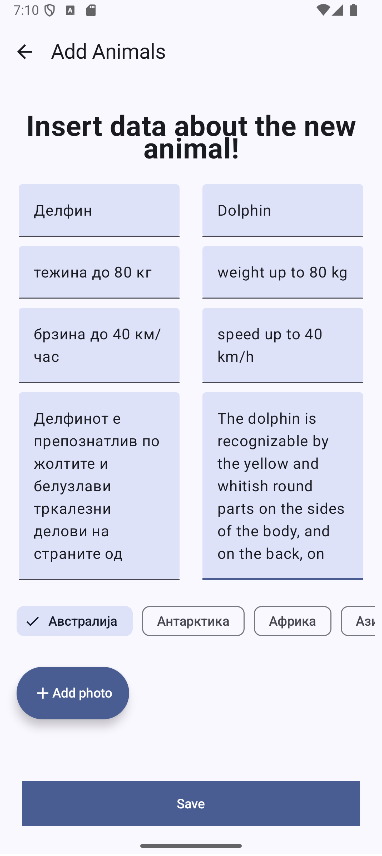 7:10
Add Animals
Insert data about the new
animal!
Делфин
Dolphin
тежина до 80 кг
weight up to 80 kg
брзина до 40 км/
час
speed up to 40
km/h
Делфинот е
препознатлив по
жолтите и
белузлави
тркалезни
делови на
страните од
The dolphin is
recognizable by
the yellow and
whitish round
parts on the sides
of the body, and
on the back, on
Австралија
Антарктика
Африка
Ази
+ Add photo
Save